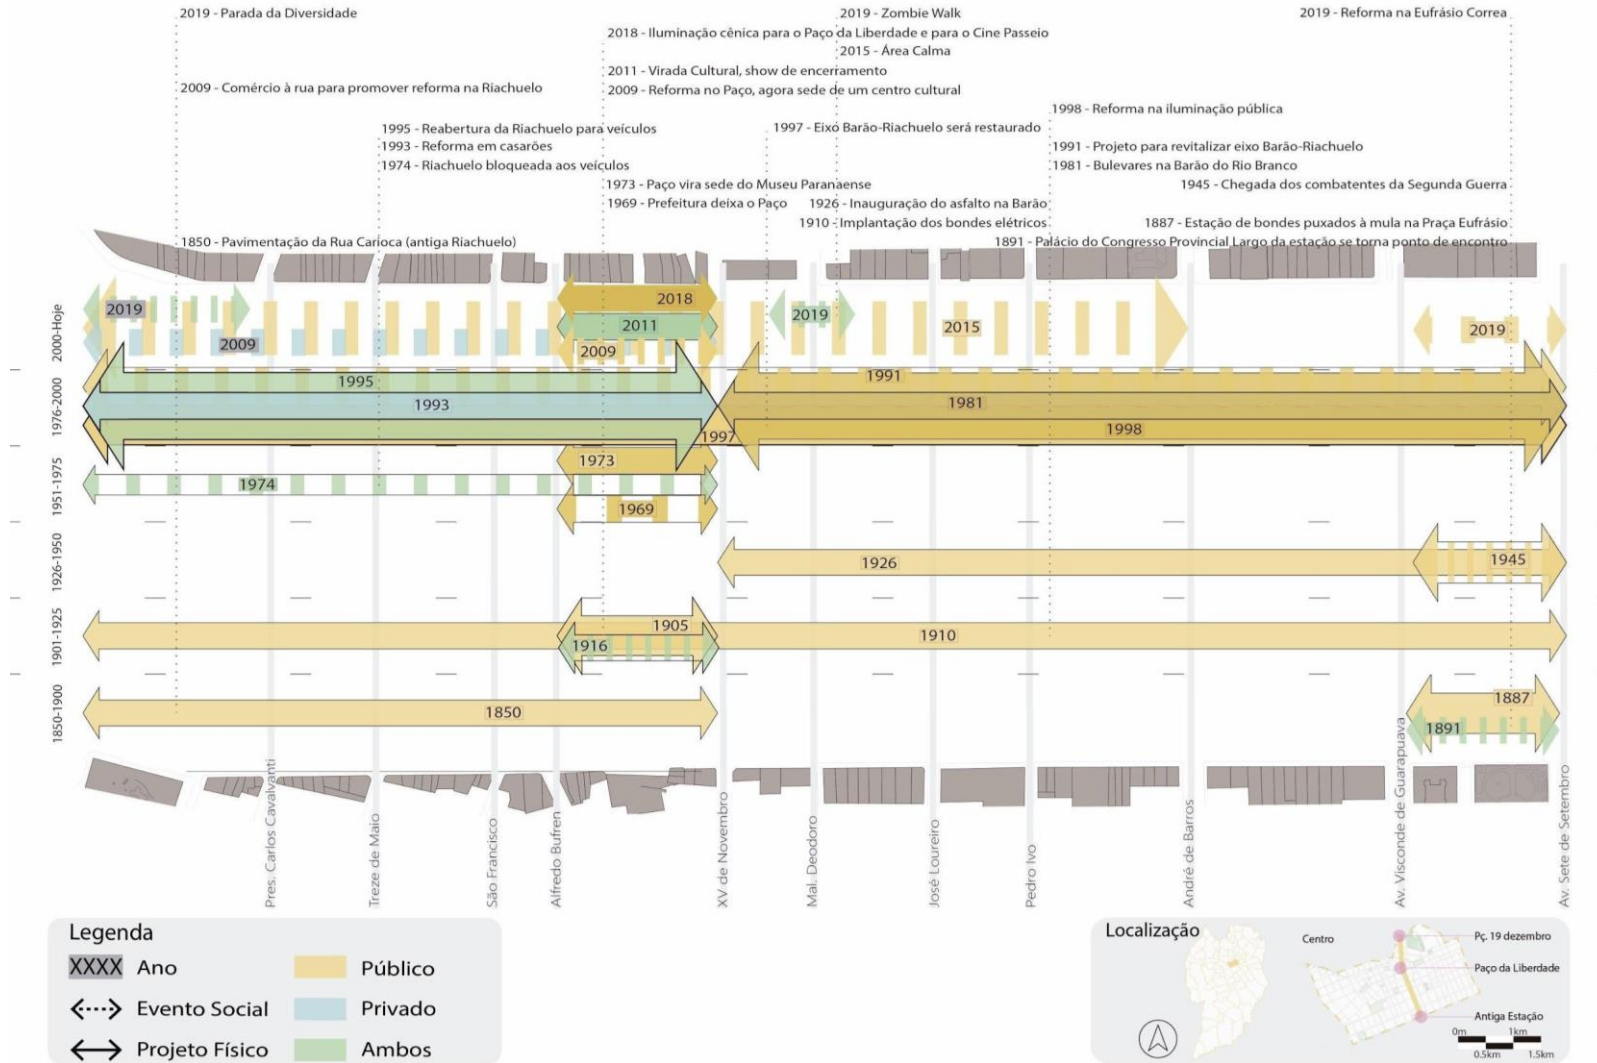 2019 - Parada da Diversidade
2019 - Zombie Walk
2019 - Reforma na Eufrásio Correa
2018 - Iluminação cênica para o Paço da Liberdade e para o Cine Passeio
2015 - Área Calma
2011 - Virada Cultural, show de encerramento
2009 - Comércio à rua para promover reforma na Riachuelo
2009 - Reforma no Paço, agora sede de um centro cultural
1998 - Reforma na iluminação pública
1995 - Reabertura da Riachuelo para veículos
1997 - Eixo Barão-Riachuelo será restaurado
1993 - Reforma em casarões
1991 - Projeto para revitalizar eixo Barão-Riachuelo
1974 - Riachuelo bloqueada aos veículos
1981 - Bulevares na Barão do Rio Branco
1973 - Paço vira sede do Museu Paranaense
1945 - Chegada dos combatentes da Segunda Guerra
1969 - Prefeitura deixa o Paço
1926 - Inauguração do asfalto na Barão
1910 - Implantação dos bondes elétricos
1887 - Estação de bondes puxados à mula na Praça Eufrásio
1850 - Pavimentação da Rua Carioca (antiga Riachuelo)
1891 - Palácio do Congresso Provincial Largo da estação se torna ponto de encontro
2000-Hoje
2019
2018
2011
2009
2009
2019
2015
2019
1976-2000
1995
1991
1993
1981
1997
1998
1951-1975
1973
1974
1969
1926-1950
1926
1945
1901-1925
1905
1916
1910
1850-1900
1850
1887
1891
Pres. Carlos Cavalvanti
Treze de Maio
São Francisco
Alfredo Bufren
XV de Novembro
Mal. Deodoro
José Loureiro
Pedro Ivo
André de Barros
Av. Visconde de Guarapuava
Av. Sete de Setembro
Legenda
XXXX Ano
Evento Social
Projeto Físico
Público
Privado
Ambos
Localização
Centro
Pç. 19 dezembro
Paço da Liberdade
Antiga Estação
0m 1km
0.5km 1.5km